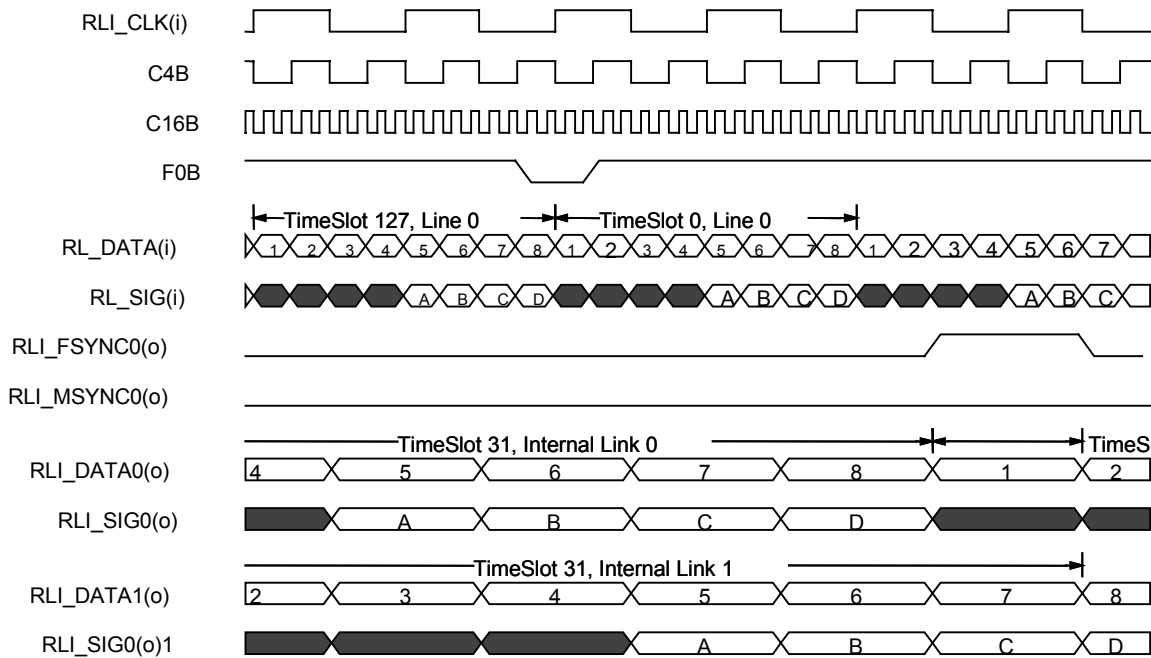 RLI_CLK(i)
C4B
C16B
F0B
TimeSlot 127, Line 0 TimeSlot 0, Line 0
RL_DATA(i) 1 2 3 4 5 6 7 8 1 2 3 4 5 6 7 8 1 2 3 4 5 6 7
RL_SIG(i) A B C D A B C D A B C
RLI_FSYNC0(o)
RLI_MSYNC0(o)
TimeSlot 31, Internal Link 0 TimeS
RLI_DATA0(o) 4 5 6 7 8 1 2
RLI_SIG0(o) A B C D
TimeSlot 31, Internal Link 1
RLI_DATA1(o) 2 3 4 5 6 7 8
RLI_SIG0(o)1 A B C D